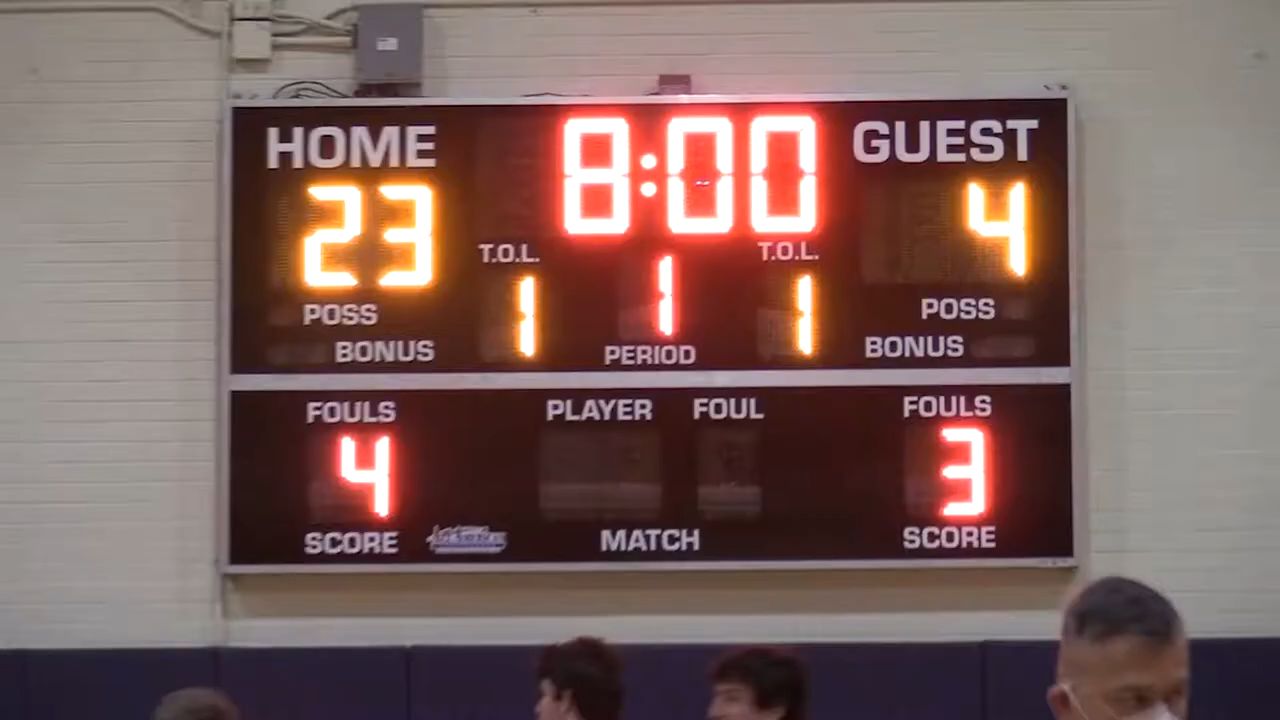 HOME 8:00 GUEST
23 4
T.O.L. T.O.L.
1 1 1
POSS POSS
BONUS PERIOD BONUS
FOULS PLAYER FOUL FOULS
4 3
SCORE MATCH SCORE